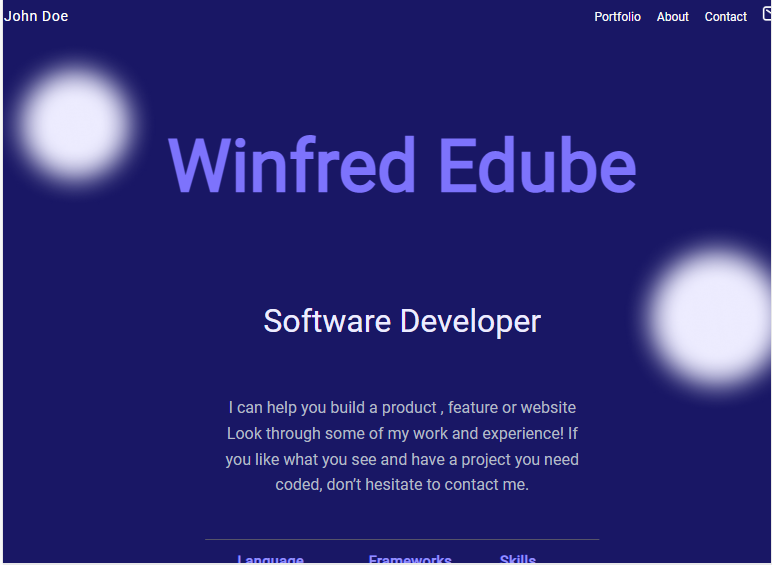 John Doe
Portfolio About Contact
Winfred Edube
Software Developer
I can help you build a product , feature or website
Look through some of my work and experience! If
you like what you see and have a project you need
coded, don’t hesitate to contact me.
Language Frameworks Skills